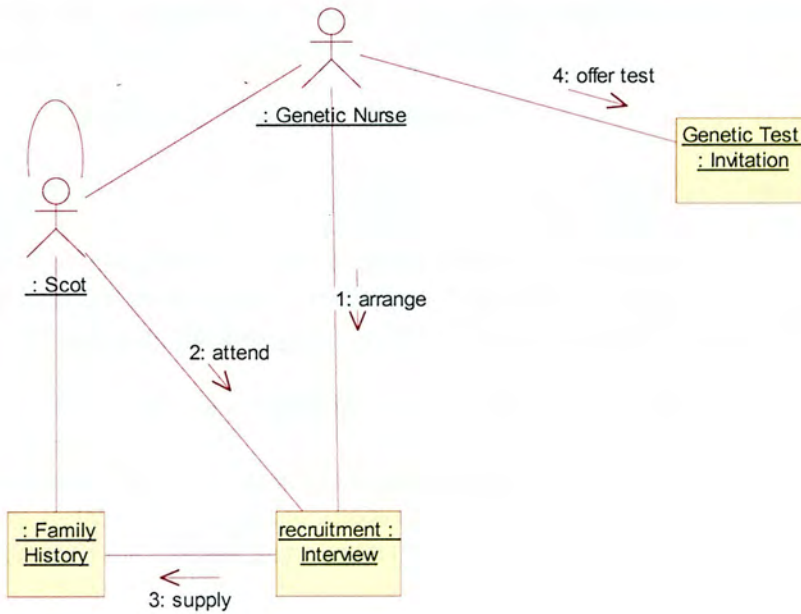 4: offer test
: Genetic Nurse
Genetic Test
: Invitation
: Scot
1: arrange
2: attend
: Family
History
recruitment :
Interview
3: supply